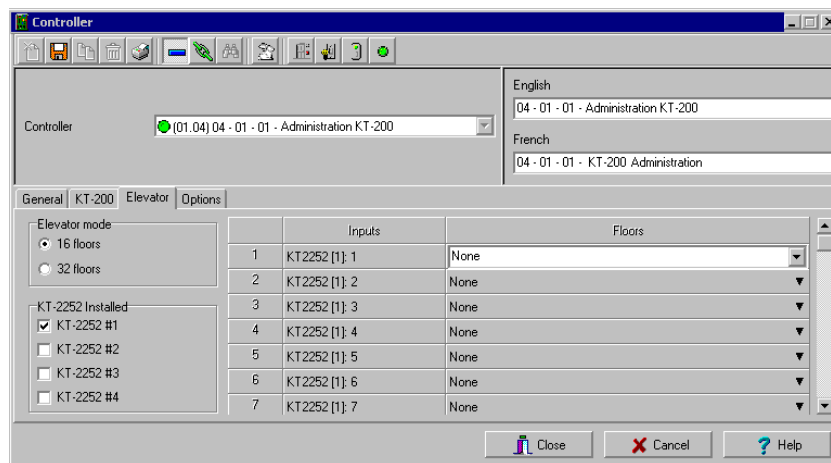 Controller
English
04 - 01 - 01 - Administration KT-200
Controller
(01.04) 04 - 01 - 01 - Administration KT-200
French
04 - 01 - 01 - KT-200 Administration
General KT-200 Elevator Options
Elevator mode
16 floors
32 floors
KT-2252 Installed
KT-2252 #1
KT-2252 #2
KT-2252 #3
KT-2252 #4
Inputs Floors
1 KT2252 [1]: 1 None
2 KT2252 [1]: 2 None
3 KT2252 [1]: 3 None
4 KT2252 [1]: 4 None
5 KT2252 [1]: 5 None
6 KT2252 [1]: 6 None
7 KT2252 [1]: 7 None
Close Cancel Help